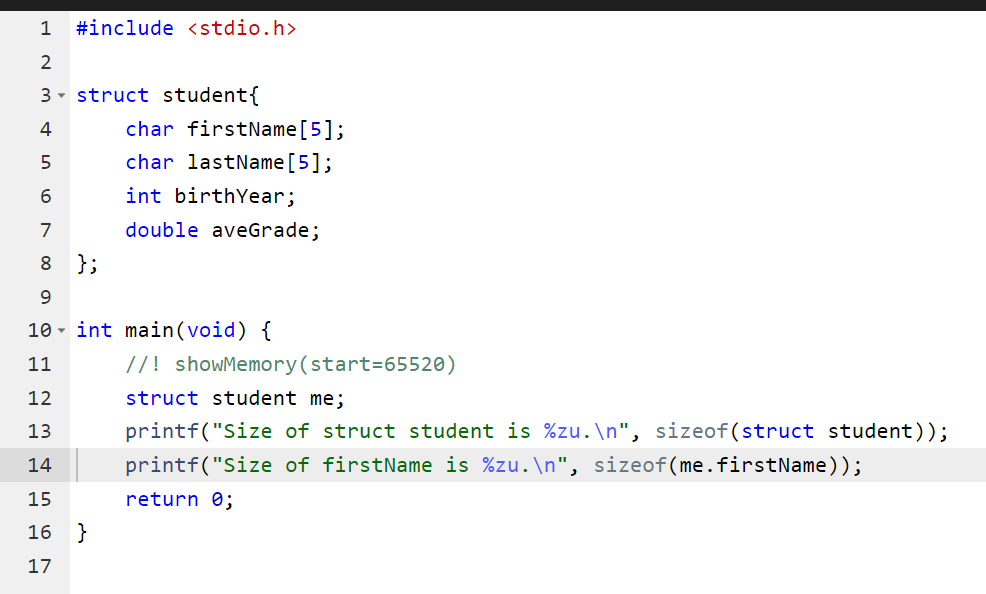 1 #include <stdio.h>
2
3 struct student{
4     char firstName[5];
5     char lastName[5];
6     int birthYear;
7     double aveGrade;
8 };
9
10 int main(void) {
11     //! showMemory(start=65520)
12     struct student me;
13     printf("Size of struct student is %zu.\n", sizeof(struct student));
14     printf("Size of firstName is %zu.\n", sizeof(me.firstName));
15     return 0;
16 }
17